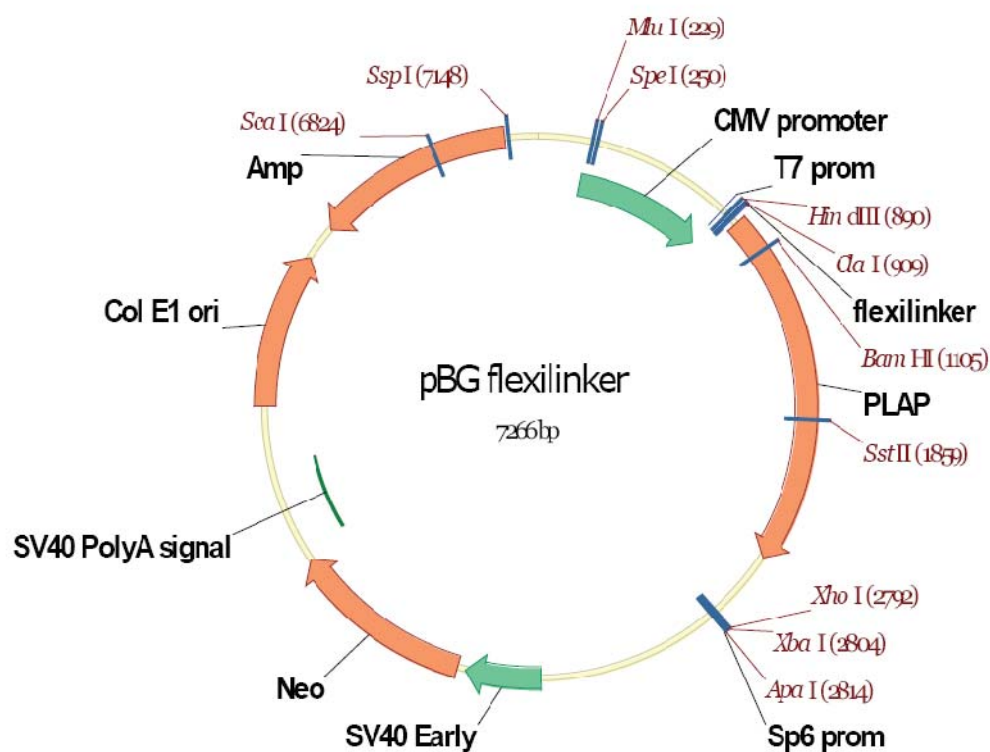 Mlu I (229)
Spe I (250)
Ssp I (7148)
Sca I (6824)
CMV promoter
Amp
T7 prom
Hin dIII (890)
Cla I (909)
Col E1 ori
flexilinker
Bam HI (1105)
pBG flexilinker
PLAP
7266 bp
Sst II (1859)
SV40 PolyA signal
Xho I (2792)
Xba I (2804)
Neo
Apa I (2814)
SV40 Early
Sp6 prom